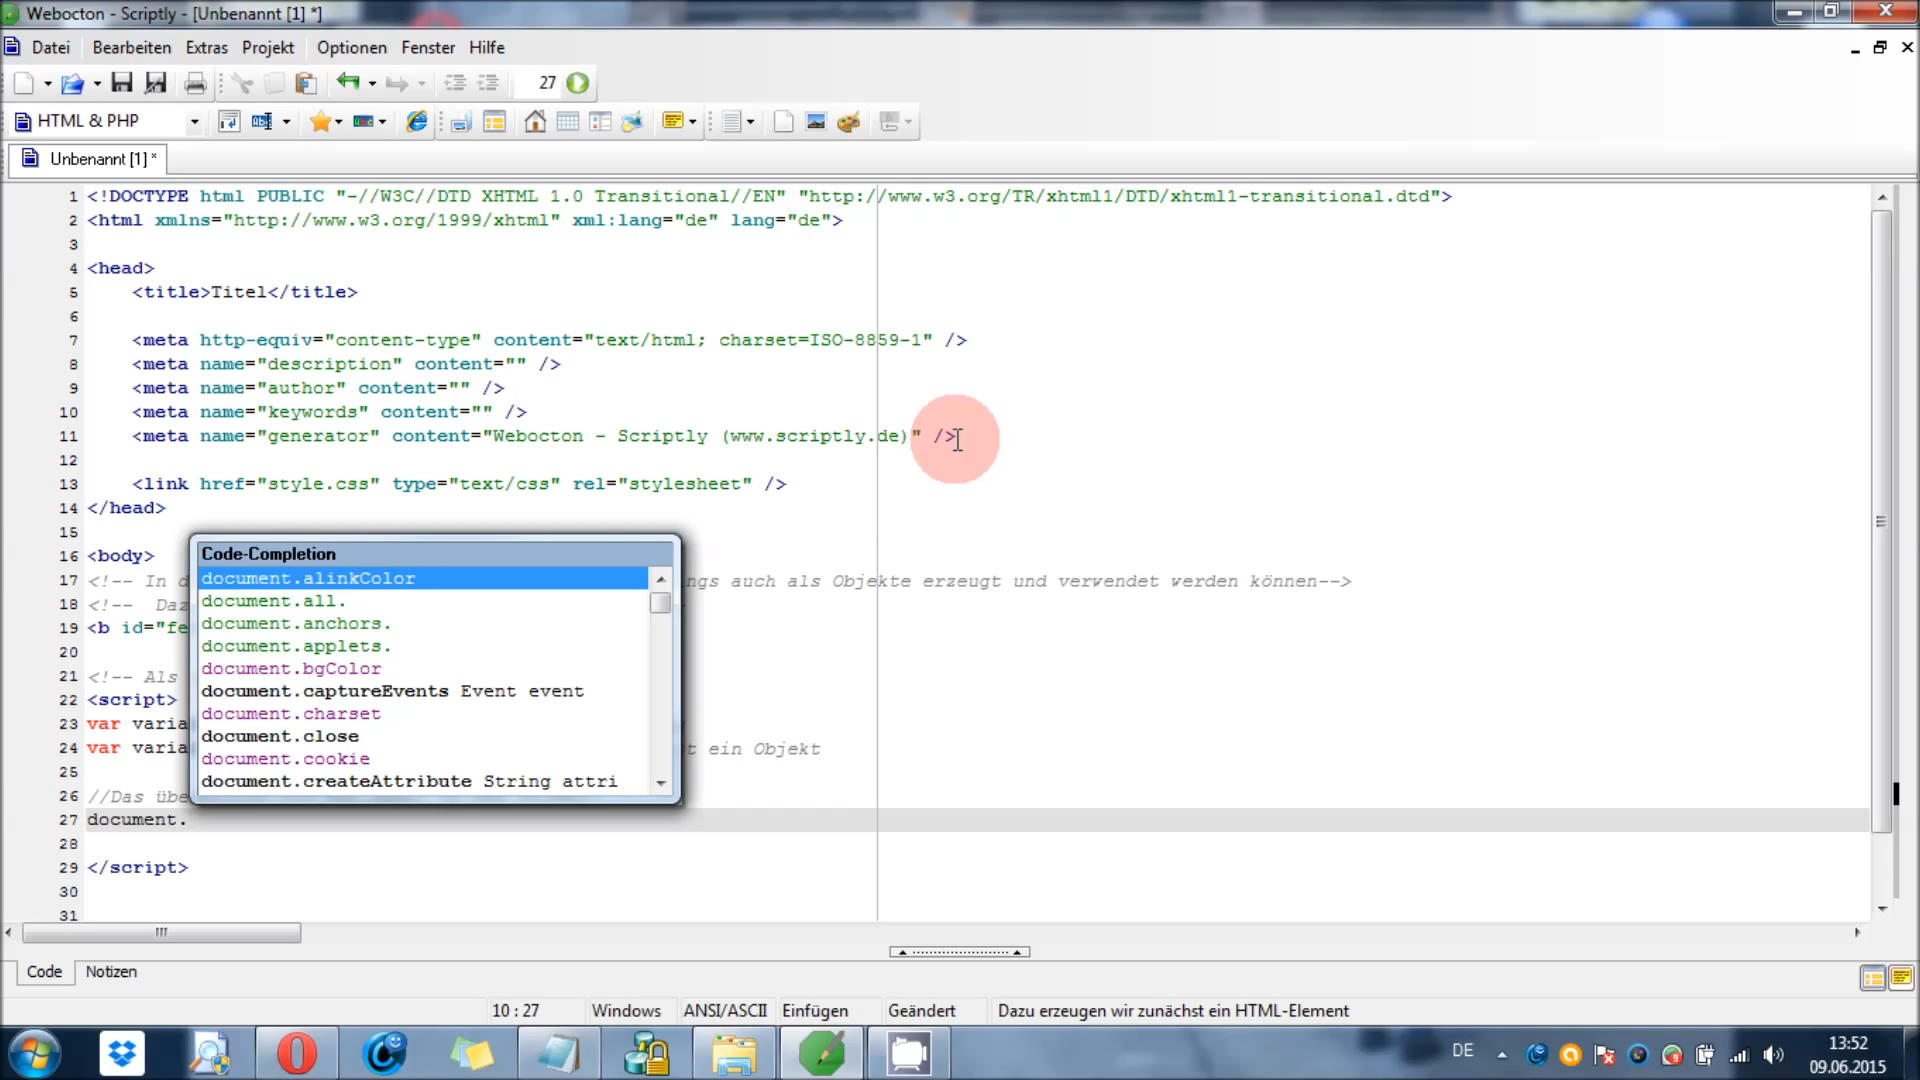 Webocton - Scriptly - [Unbenannt [1] *]
Datei Bearbeiten Extras Projekt Optionen Fenster Hilfe
27
HTML & PHP
Unbenannt [1] *
1 <!DOCTYPE html PUBLIC "-//W3C//DTD XHTML 1.0 Transitional//EN" "http://www.w3.org/TR/xhtml1/DTD/xhtml1-transitional.dtd">
2 <html xmlns="http://www.w3.org/1999/xhtml" xml:lang="de" lang="de">
3
4 <head>
5 <title>Titel</title>
6
7 <meta http-equiv="content-type" content="text/html; charset=ISO-8859-1" />
8 <meta name="description" content="" />
9 <meta name="author" content="" />
10 <meta name="keywords" content="" />
11 <meta name="generator" content="Webocton - Scriptly (www.scriptly.de)" />
12
13 <link href="style.css" type="text/css" rel="stylesheet" />
14 </head>
15
16 <body>
17 <!-- In d ngs auch als Objekte erzeugt und verwendet werden können-->
18 <!-- Daz
19 <b id="fe
20
21 <!-- Als
22 <script>
23 var varia
24 var varia t ein Objekt
25
26 //Das übe
27 document.
28
29 </script>
30
31
Code-Completion
document.alinkColor
document.all.
document.anchors.
document.applets.
document.bgColor
document.captureEvents Event event
document.charset
document.close
document.cookie
document.createAttribute String attri
Code Notizen
10 : 27 Windows ANSI/ASCII Einfügen Geändert Dazu erzeugen wir zunächst ein HTML-Element
DE
13:52
09.06.2015